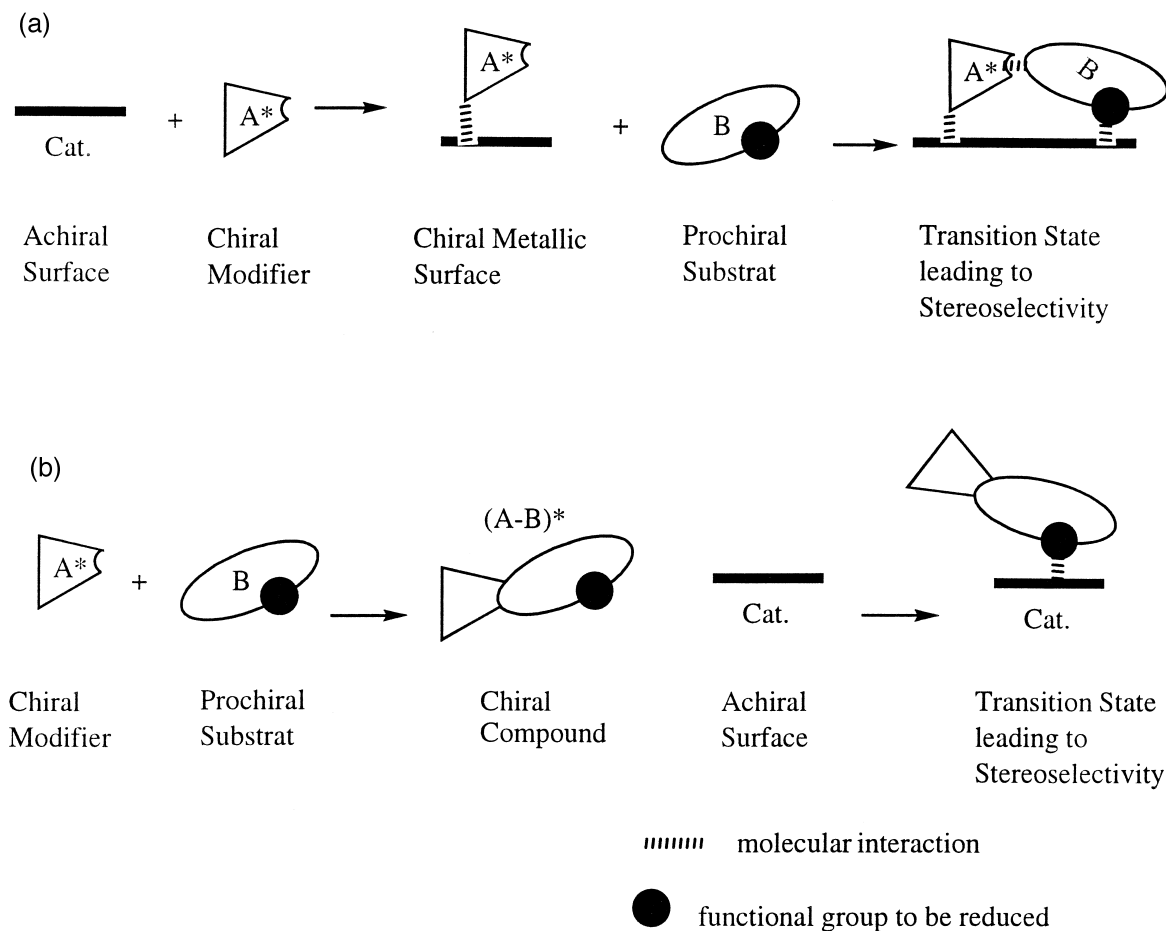 (a)
A*
Cat.
+
A*
A*
+
B
A*
B
Achiral
Surface
Chiral
Modifier
Chiral Metallic
Surface
Prochiral
Substrat
Transition State
leading to
Stereoselectivity
(b)
A*
+
B
(A-B)*
Cat.
Cat.
Chiral
Modifier
Prochiral
Substrat
Chiral
Compound
Achiral
Surface
Transition State
leading to
Stereoselectivity
molecular interaction
functional group to be reduced